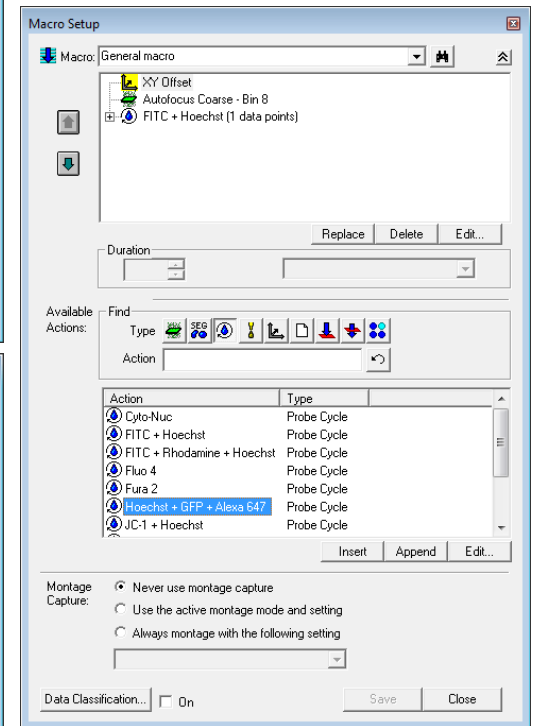 Macro Setup
Macro: General macro
XY Offset
Autofocus Coarse - Bin 8
FITC + Hoechst (1 data points)
Replace Delete Edit...
Duration
Available Actions:
Find
Type SEG
Action
Action Type
Cyto-Nuc Probe Cycle
FITC + Hoechst Probe Cycle
FITC + Rhodamine + Hoechst Probe Cycle
Fluo 4 Probe Cycle
Fura 2 Probe Cycle
Hoechst + GFP + Alexa 647 Probe Cycle
JC-1 + Hoechst Probe Cycle
Insert Append Edit...
Montage Capture:
Never use montage capture
Use the active montage mode and setting
Always montage with the following setting
Data Classification... On Save Close